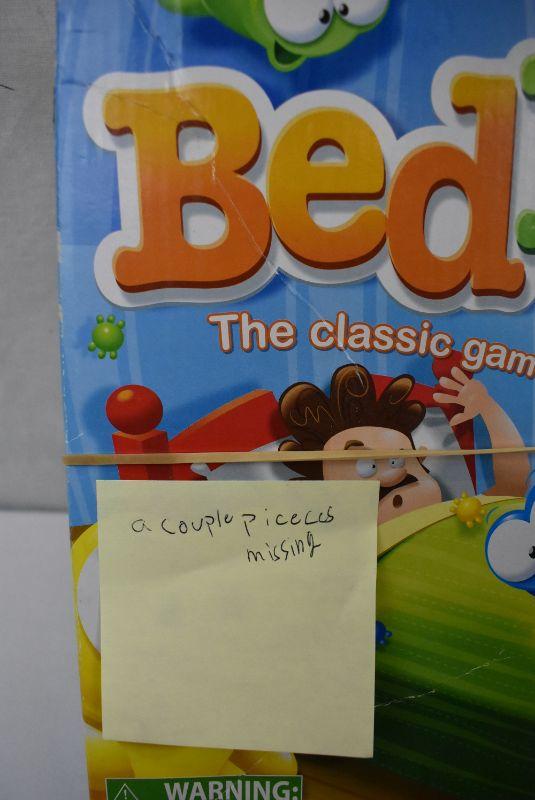 Bed
The classic gam
a couple piceces
missing
WARNING: